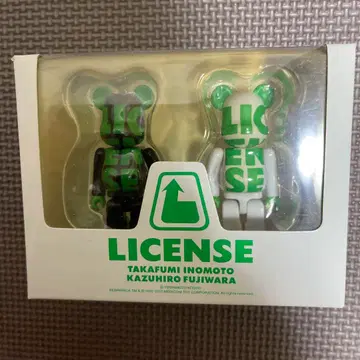 LIC
ENSE
LIC
ENSE
LICENSE
TAKAFUMI INOMOTO
KAZUHIRO FUJIWARA